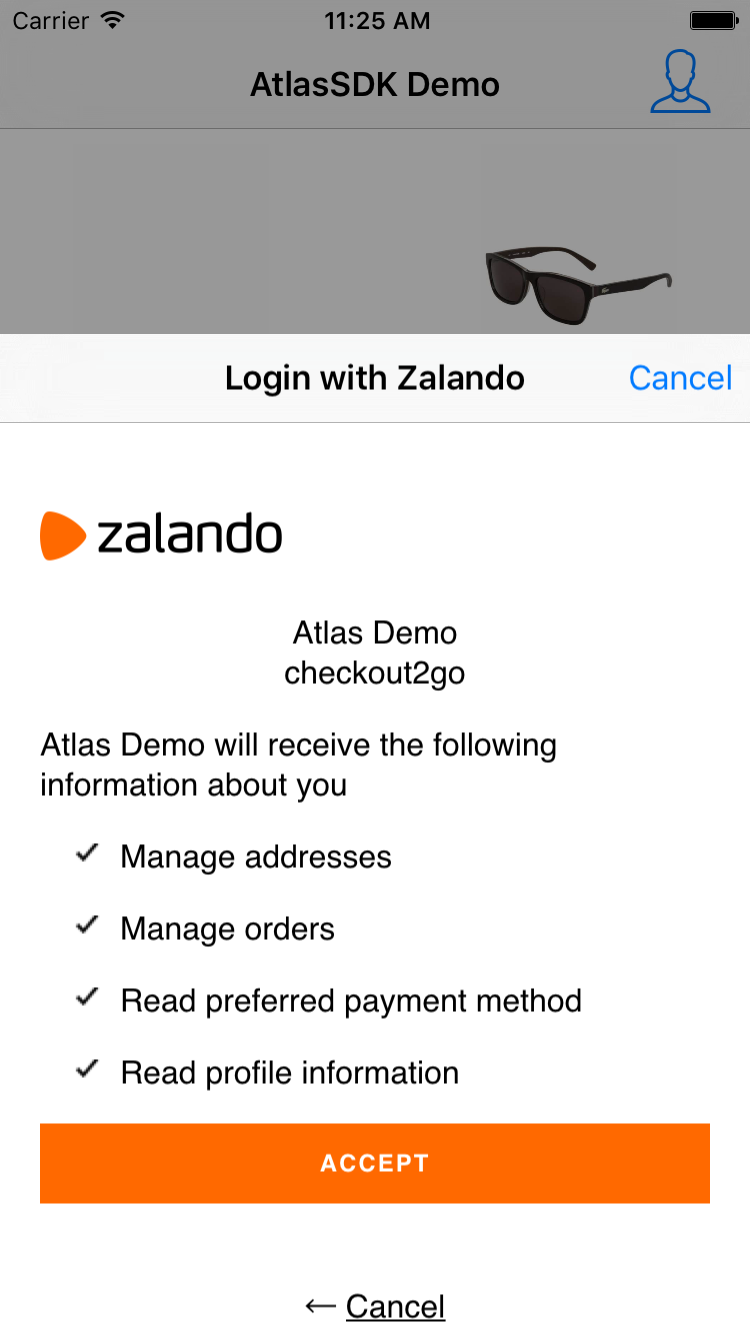 Carrier 11:25 AM
AtlasSDK Demo
Login with Zalando Cancel
zalando
Atlas Demo
checkout2go
Atlas Demo will receive the following
information about you
Manage addresses
Manage orders
Read preferred payment method
Read profile information
ACCEPT
← Cancel